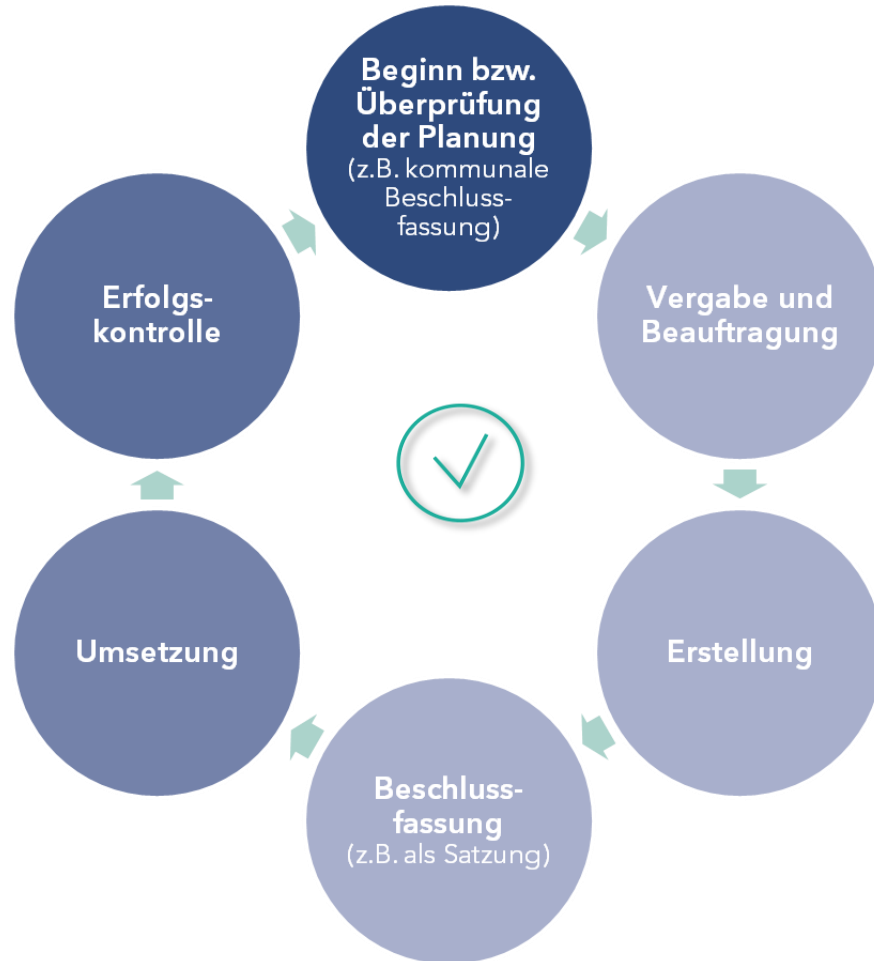 Beginn bzw.
Überprüfung
der Planung
(z.B. kommunale
Beschluss-
fassung)
Vergabe und
Beauftragung
Erstellung
Beschluss-
fassung
(z.B. als Satzung)
Umsetzung
Erfolgs-
kontrolle